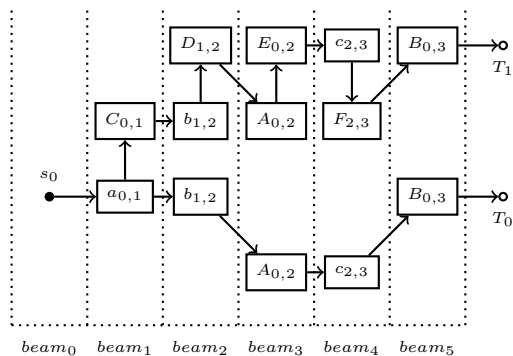 D₁,₂ E₀,₂ c₂,₃ B₀,₃
T₁
C₀,₁ b₁,₂ A₀,₂ F₂,₃
s₀
a₀,₁ b₁,₂ B₀,₃
T₀
A₀,₂ c₂,₃
beam₀ beam₁ beam₂ beam₃ beam₄ beam₅